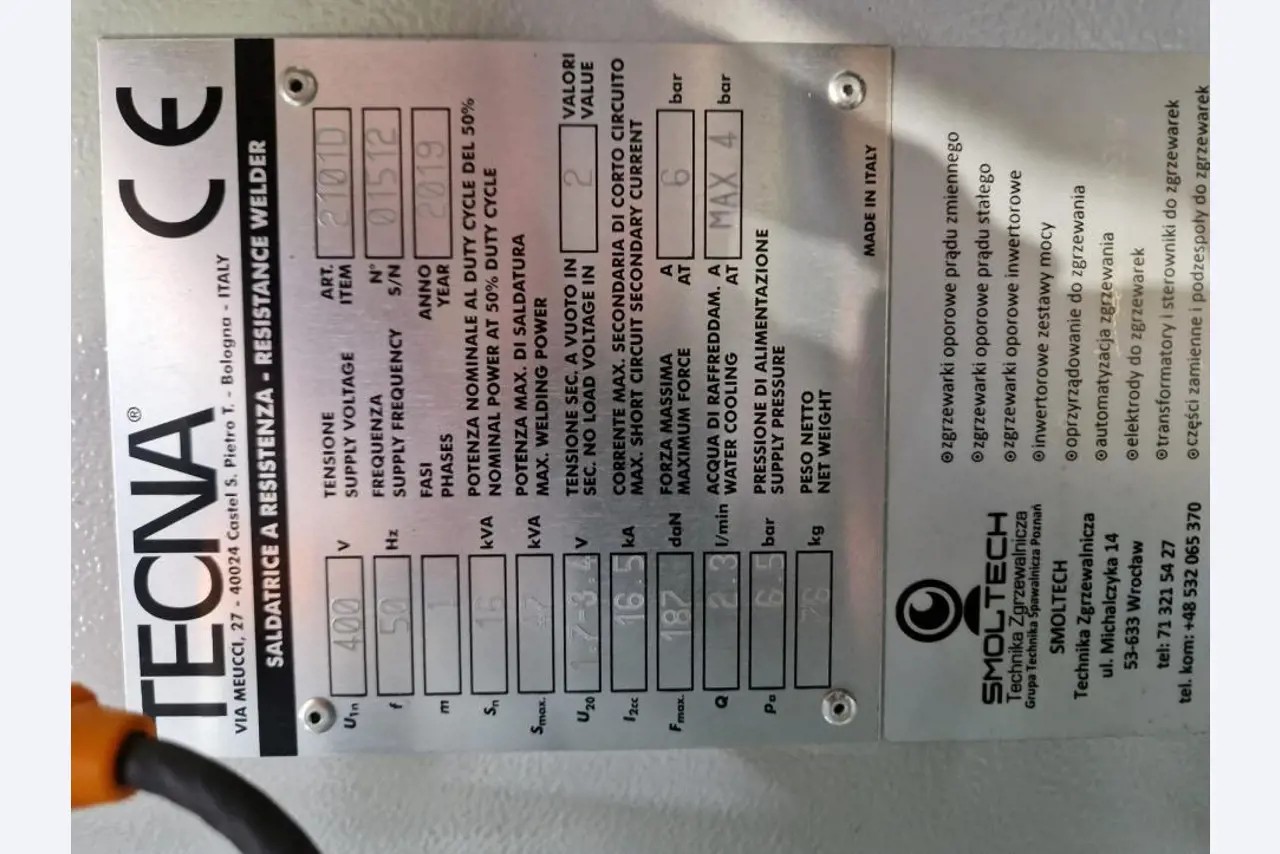 TECNA® CE
VIA MEUCCI, 27 - 40024 Castel S. Pietro T. - Bologna - ITALY
SALDATRICE A RESISTENZA - RESISTANCE WELDER
U1n 400 V TENSIONE SUPPLY VOLTAGE ART. ITEM 2101D
f 50 Hz FREQUENZA SUPPLY FREQUENCY N° S/N 01512
m 1 FASI PHASES ANNO YEAR 2019
Sn 16 kVA POTENZA NOMINALE AL DUTY CYCLE DEL 50%
NOMINAL POWER AT 50% DUTY CYCLE
Smax. kVA POTENZA MAX. DI SALDATURA
MAX. WELDING POWER
U20 1.7-3.4 V TENSIONE SEC. A VUOTO IN 2 VALORI
SEC. NO LOAD VOLTAGE IN VALUE
I2cc 16.5 kA CORRENTE MAX. SECONDARIA DI CORTO CIRCUITO
MAX. SHORT CIRCUIT SECONDARY CURRENT
Fmax. 187 daN FORZA MASSIMA A 6 bar
MAXIMUM FORCE AT
Q 2.3 l/min ACQUA DI RAFFREDDAM. A MAX 4 bar
WATER COOLING AT
Pa 6.5 bar PRESSIONE DI ALIMENTAZIONE
SUPPLY PRESSURE
76 kg PESO NETTO
NET WEIGHT
MADE IN ITALY
SMOLTECH
Technika Zgrzewalnicza
Grupa Technika Spawalnicza Poznań
SMOLTECH
Technika Zgrzewalnicza
ul. Michalczyka 14
53-633 Wrocław
tel: 71 321 54 27
tel. kom: +48 532 065 370
zgrzewarki oporowe prądu zmiennego
zgrzewarki oporowe prądu stałego
zgrzewarki oporowe inwertorowe
inwertorowe zestawy mocy
oprzyrządowanie do zgrzewania
automatyzacja zgrzewania
elektrody do zgrzewarek
transformatory i sterowniki do zgrzewarek
części zamienne i podzespoły do zgrzewarek